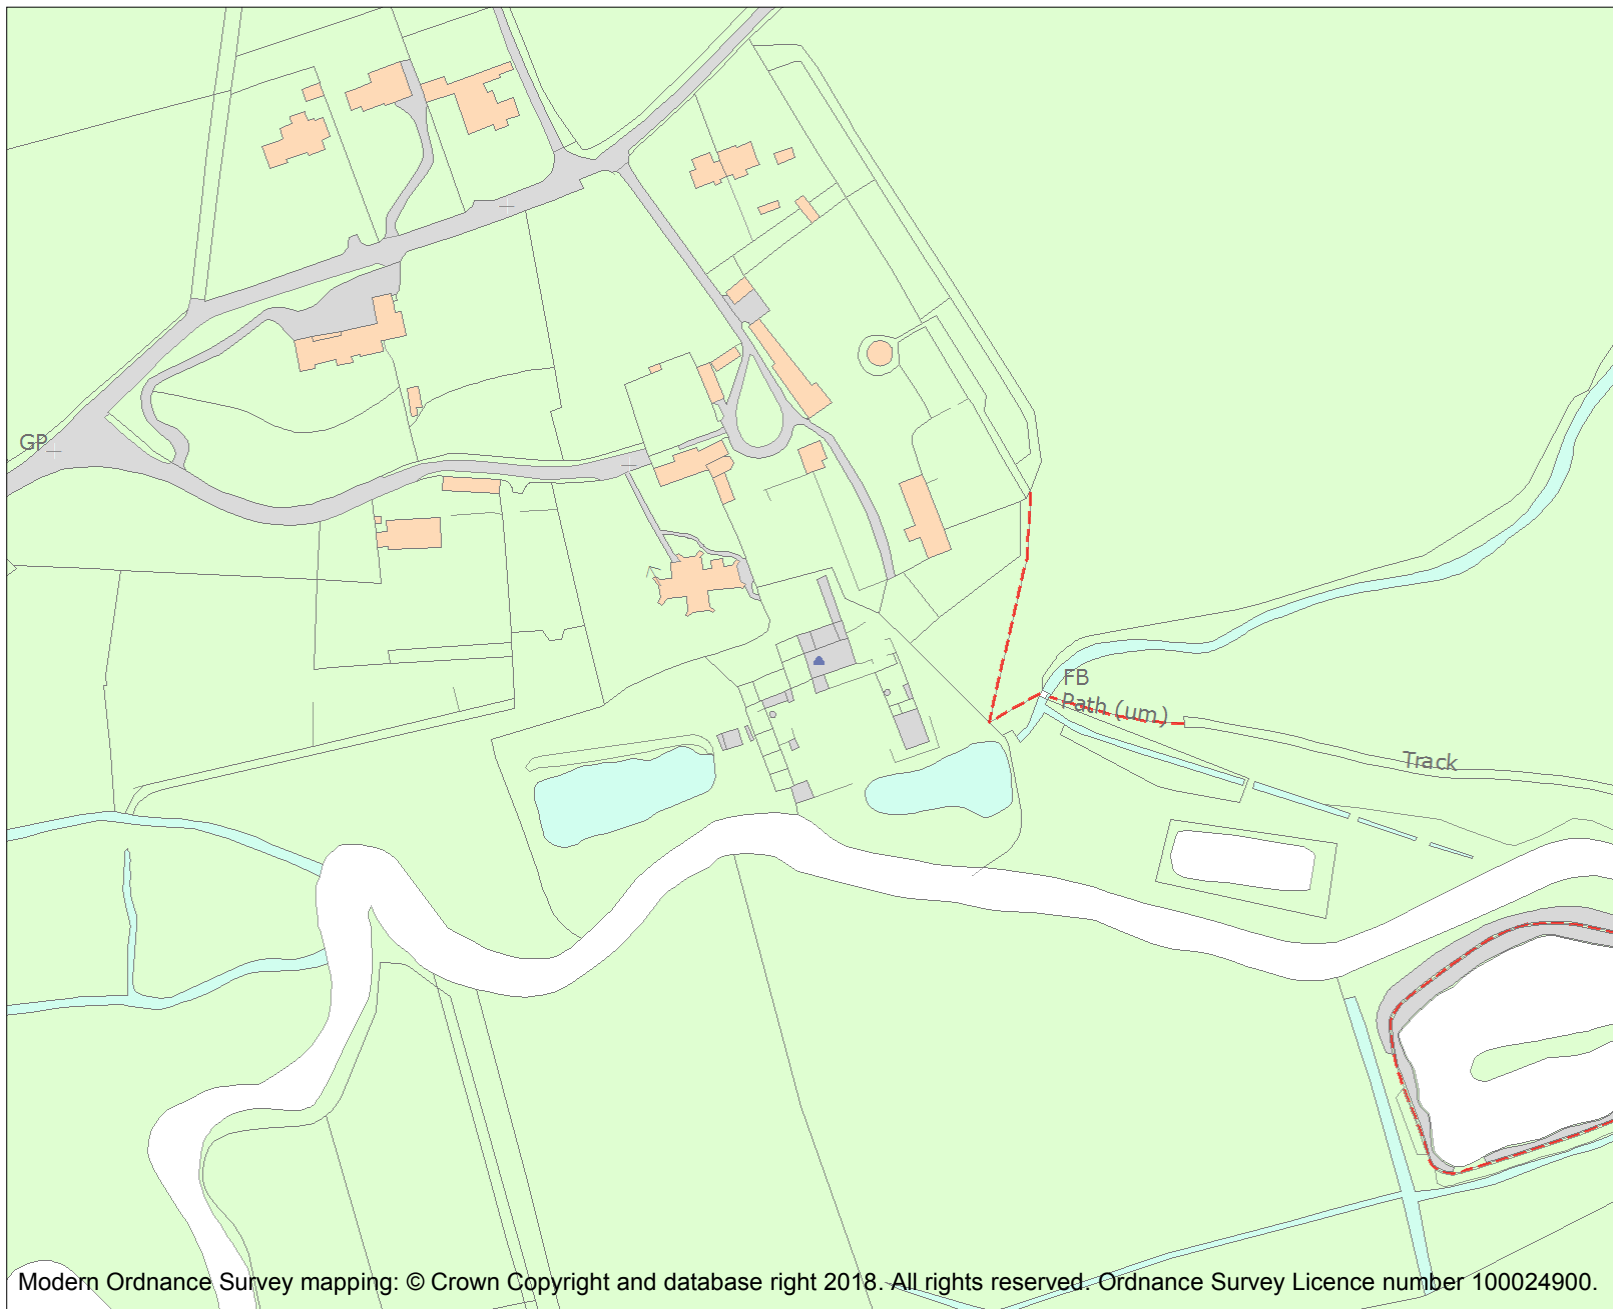 GP
FB
Path (um)
Track
Modern Ordnance Survey mapping: © Crown Copyright and database right 2018. All rights reserved. Ordnance Survey Licence number 100024900.